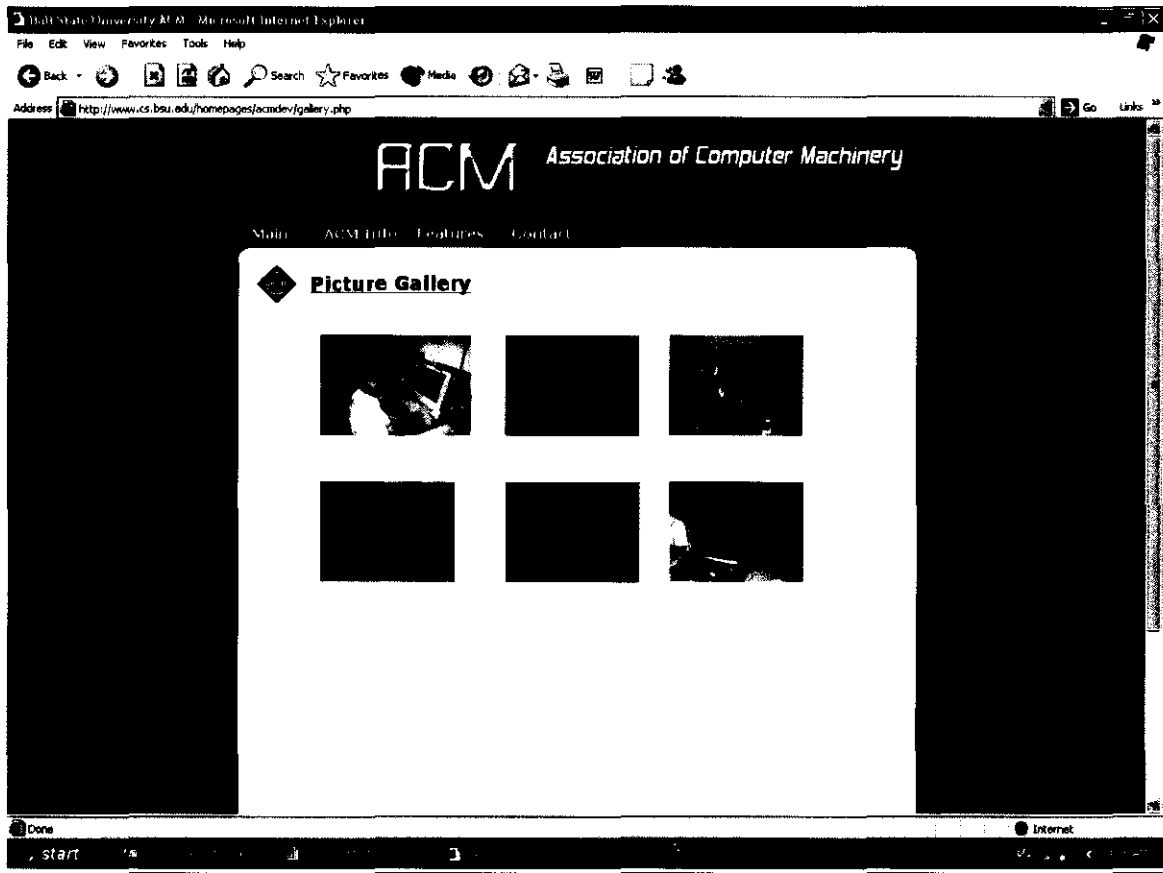 Ball State University ACM - Microsoft Internet Explorer
File Edit View Favorites Tools Help
Back Search Favorites Media
Address http://www.cs.bsu.edu/homepages/acmdev/gallery.php Go Links »
ACM Association of Computer Machinery
Main ACM Info Features Contact
Picture Gallery
Done Internet
start